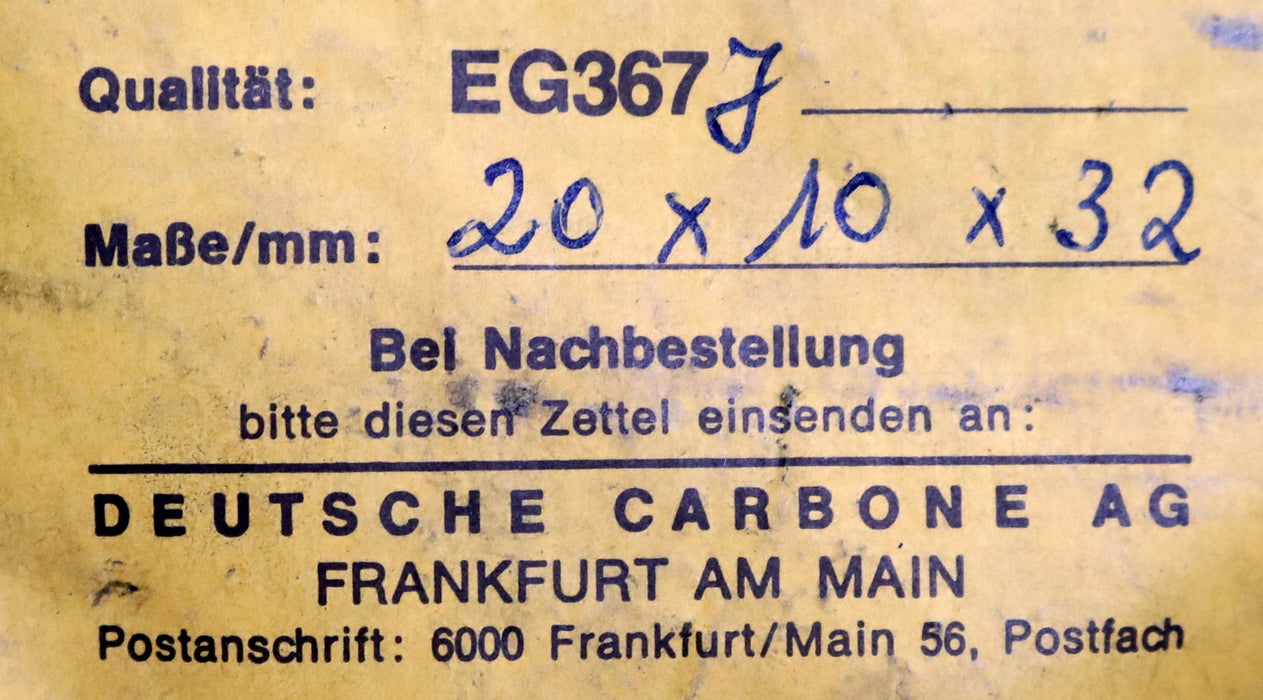 Qualität: EG367J
Maße/mm: 20 x 10 x 32
Bei Nachbestellung
bitte diesen Zettel einsenden an:
DEUTSCHE CARBONE AG
FRANKFURT AM MAIN
Postanschrift: 6000 Frankfurt/Main 56, Postfach